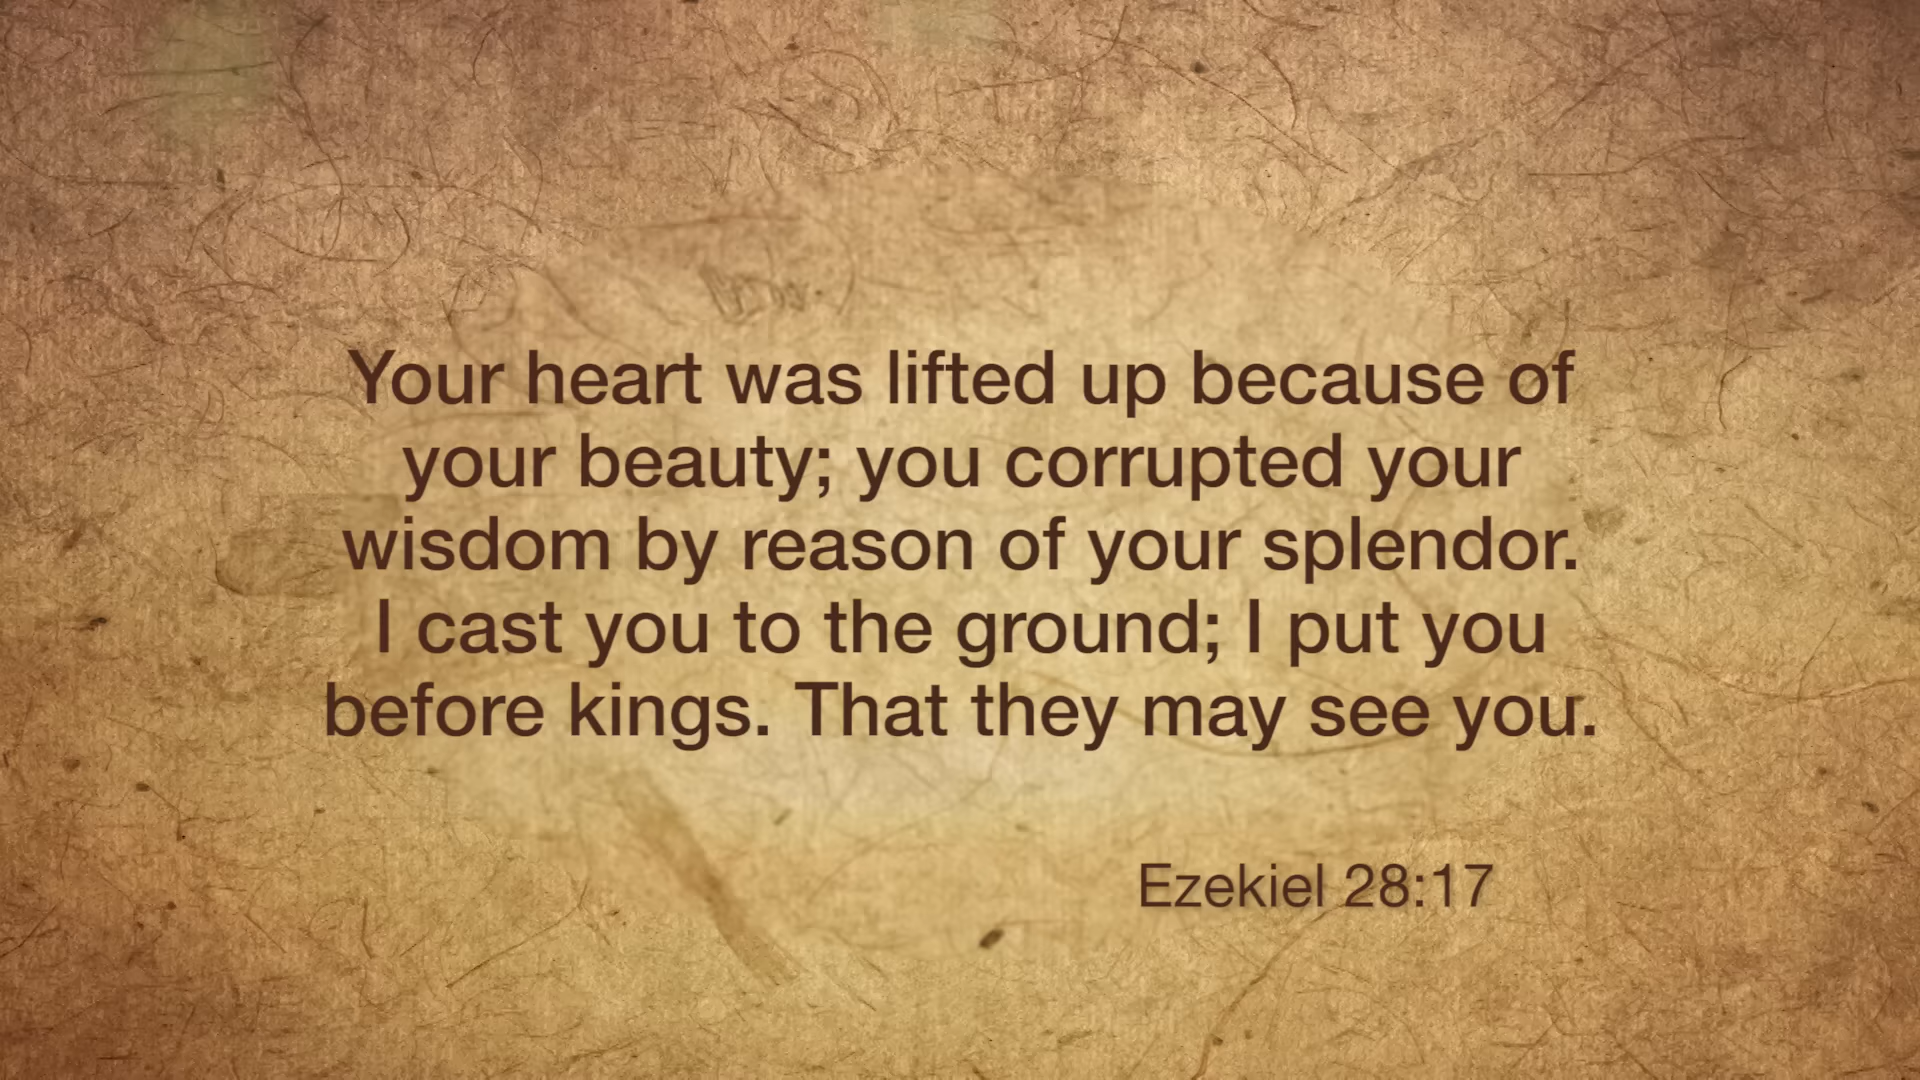 Your heart was lifted up because of
your beauty; you corrupted your
wisdom by reason of your splendor.
I cast you to the ground; I put you
before kings. That they may see you.
Ezekiel 28:17